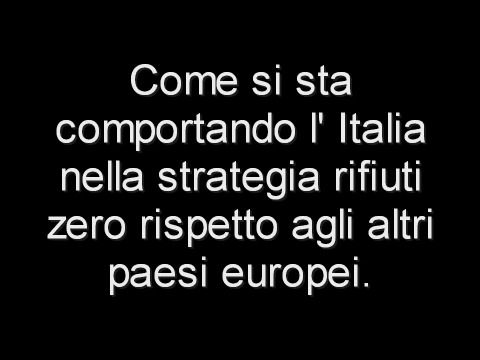 Come si sta
comportando l' Italia
nella strategia rifiuti
zero rispetto agli altri
paesi europei.